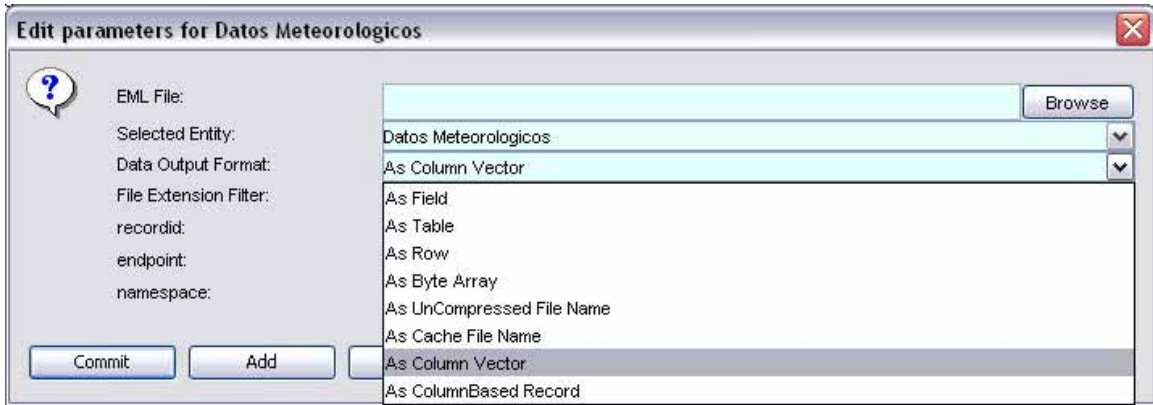 Edit parameters for Datos Meteorologicos
?
EML File:
Browse
Selected Entity: Datos Meteorologicos
Data Output Format: As Column Vector
File Extension Filter:
recordid:
endpoint:
namespace:
As Field
As Table
As Row
As Byte Array
As UnCompressed File Name
As Cache File Name
As Column Vector
As ColumnBased Record
Commit
Add